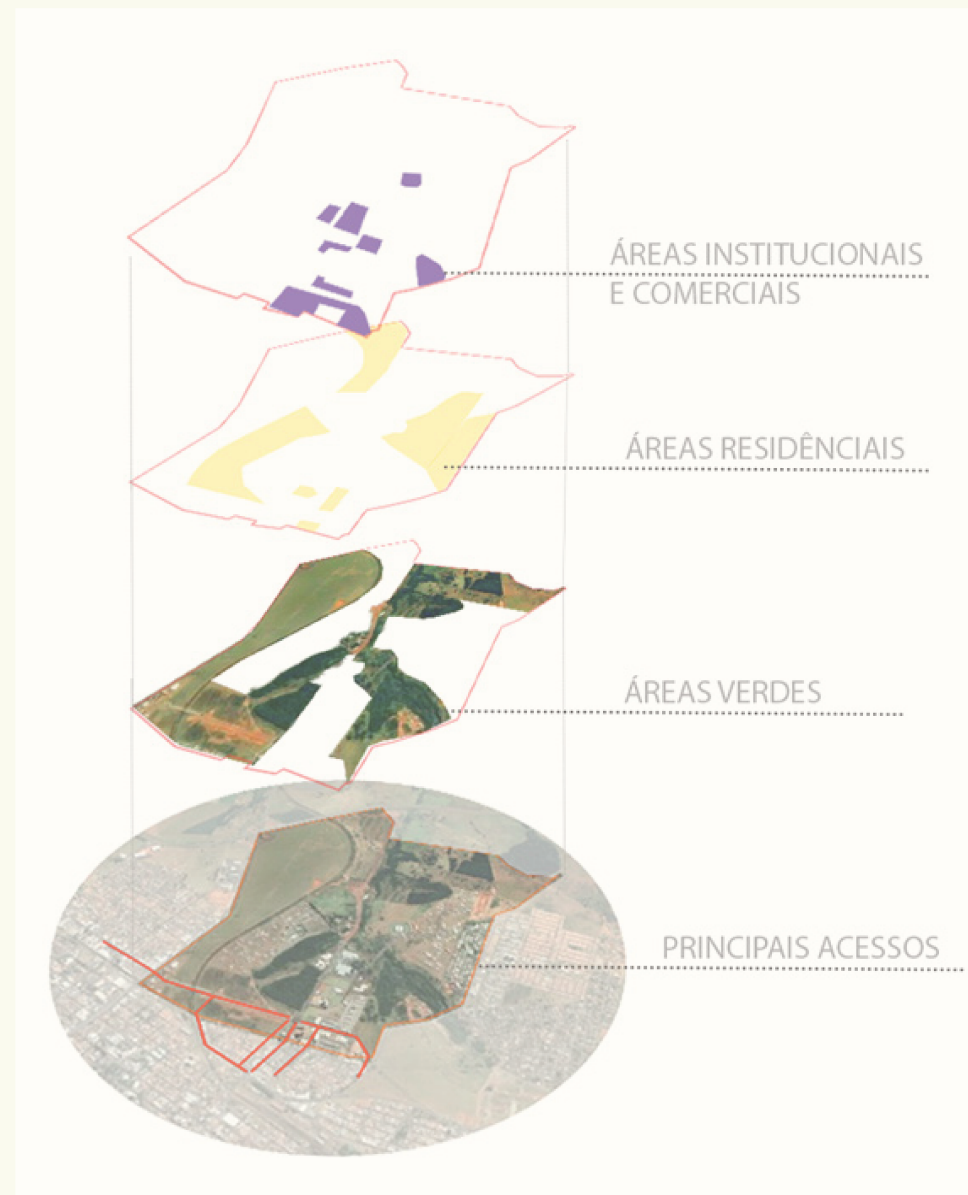 ÁREAS INSTITUCIONAIS
E COMERCIAIS
ÁREAS RESIDÊNCIAIS
ÁREAS VERDES
PRINCIPAIS ACESSOS